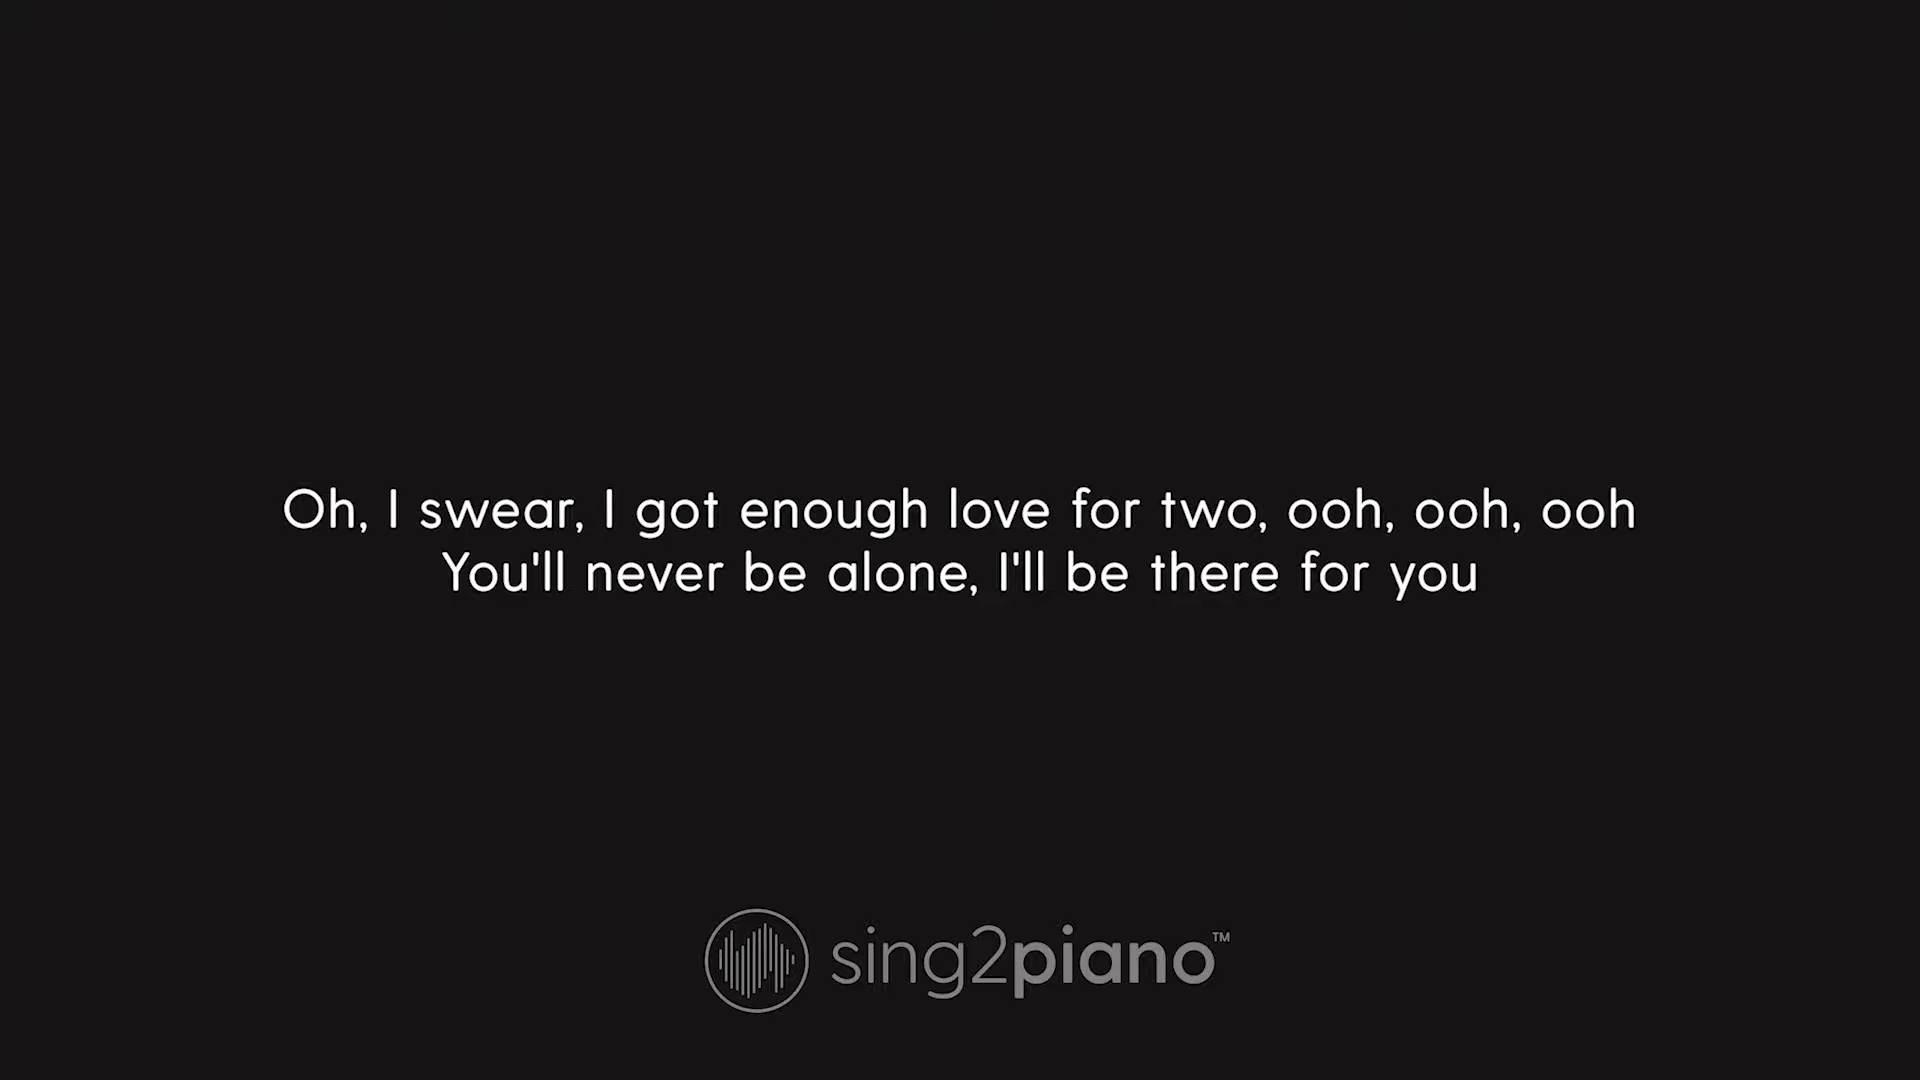 Oh, I swear, I got enough love for two, ooh, ooh, ooh
You'll never be alone, I'll be there for you
sing2piano™